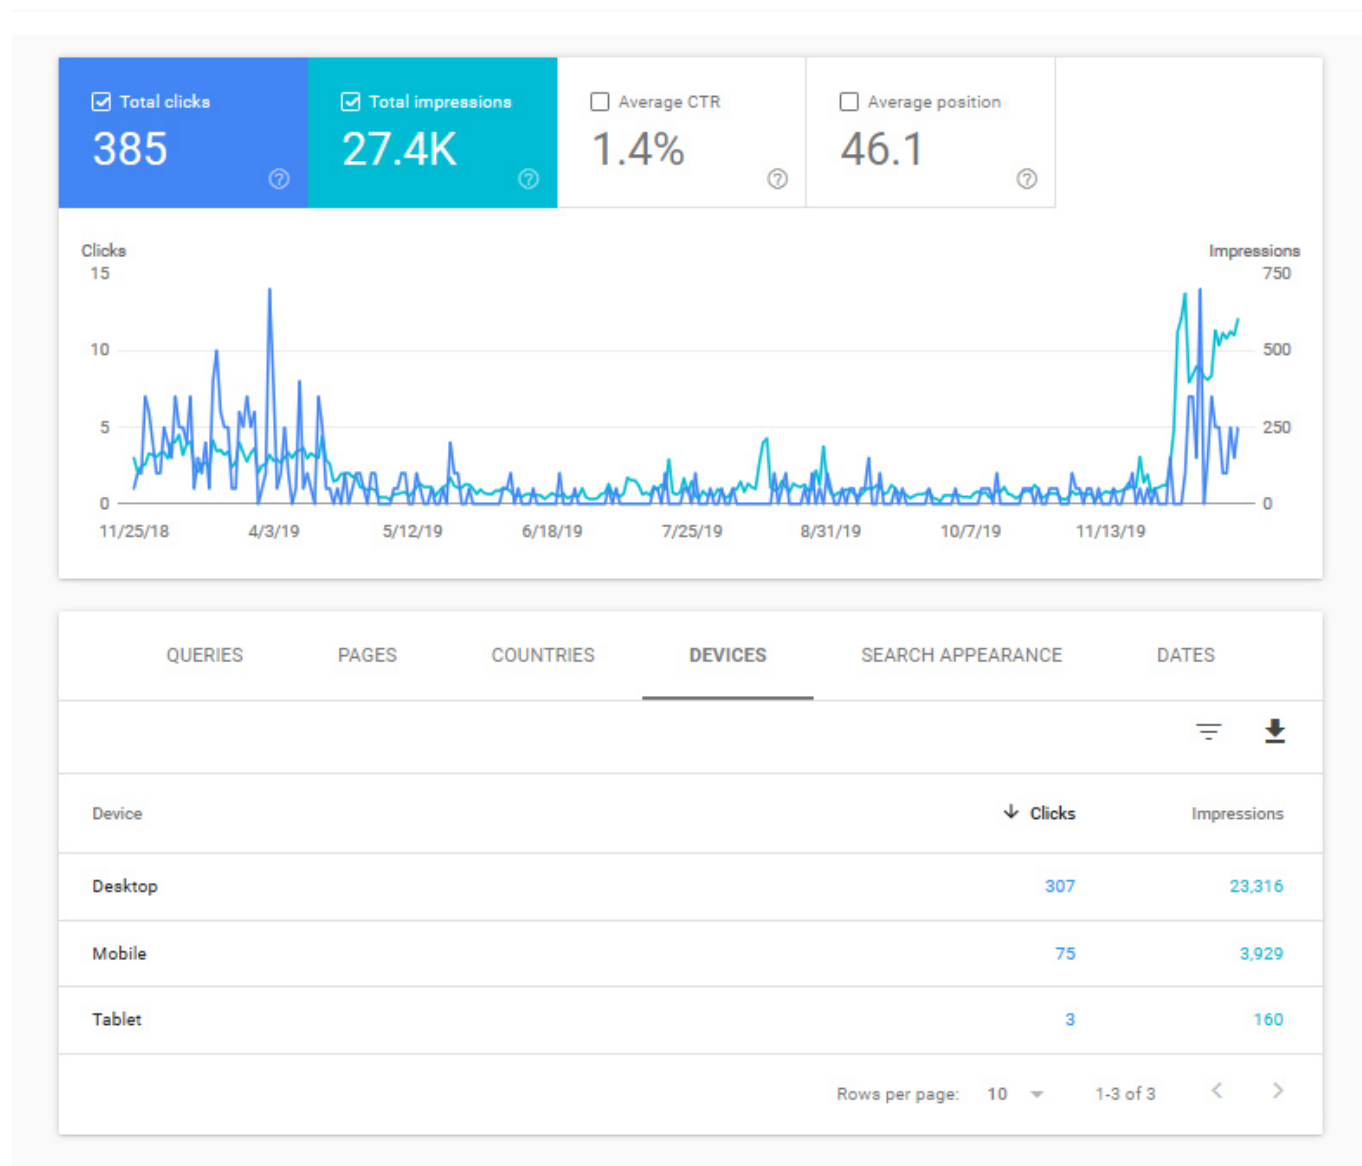 Total clicks Total impressions Average CTR Average position
385 27.4K 1.4% 46.1
Clicks Impressions
15 750
10 500
5 250
0 0
11/25/18 4/3/19 5/12/19 6/18/19 7/25/19 8/31/19 10/7/19 11/13/19
QUERIES PAGES COUNTRIES DEVICES SEARCH APPEARANCE DATES
Device Clicks Impressions
Desktop 307 23,316
Mobile 75 3,929
Tablet 3 160
Rows per page: 10 1-3 of 3